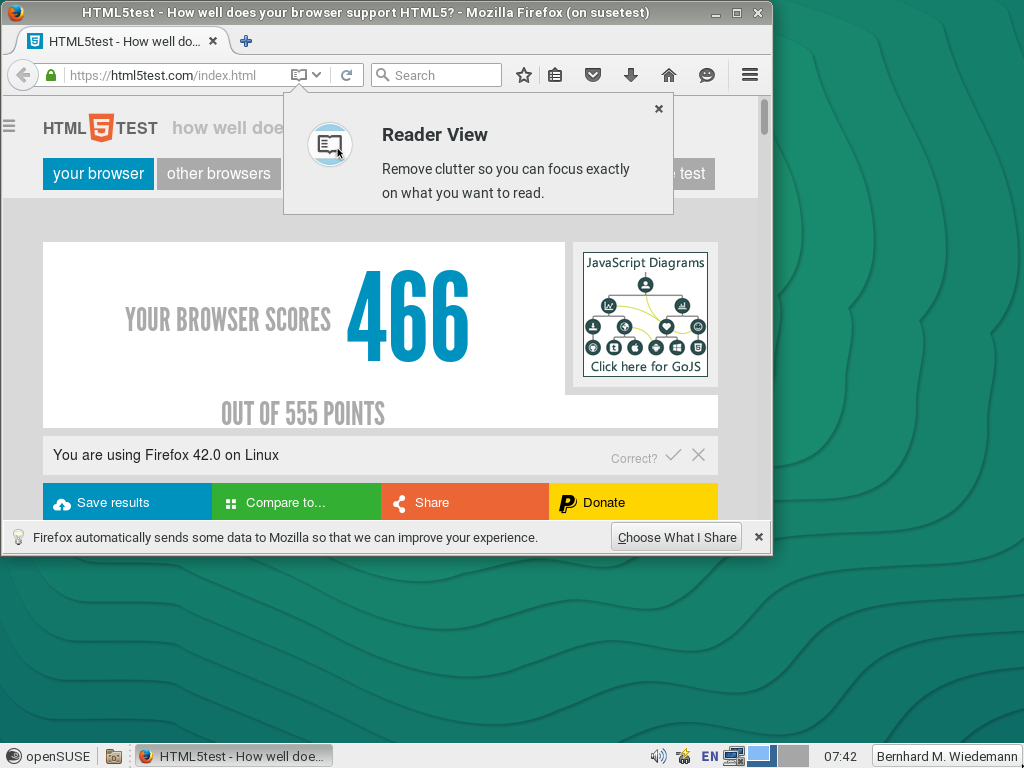 HTML5test - How well does your browser support HTML5? - Mozilla Firefox (on susetest)
HTML5test - How well do...
https://html5test.com/index.html
Search
Reader View
Remove clutter so you can focus exactly
on what you want to read.
HTML 5 TEST how well doe
your browser other browsers test
YOUR BROWSER SCORES 466
OUT OF 555 POINTS
JavaScript Diagrams
Click here for GoJS
You are using Firefox 42.0 on Linux
Correct?
Save results Compare to... Share Donate
Firefox automatically sends some data to Mozilla so that we can improve your experience.
Choose What I Share
openSUSE HTML5test - How well doe... EN 07:42 Bernhard M. Wiedemann